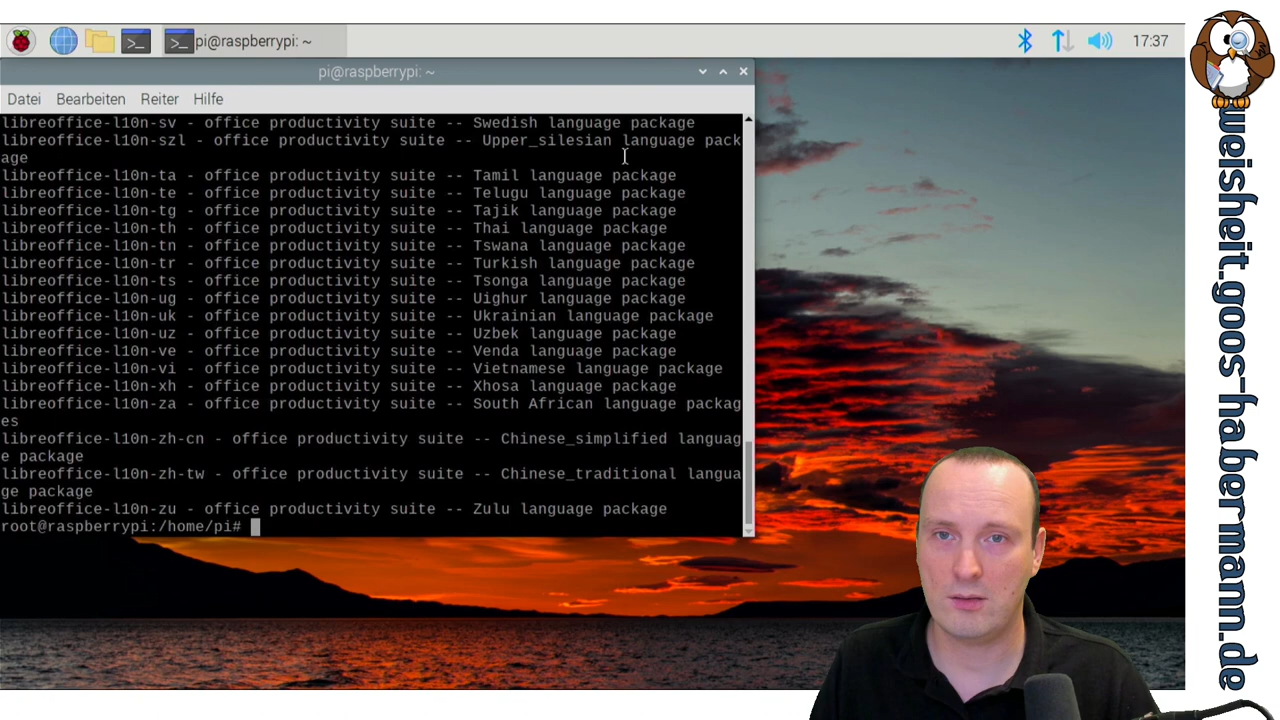 pi@raspberrypi: ~
17:37
pi@raspberrypi: ~
Datei Bearbeiten Reiter Hilfe
libreoffice-l10n-sv - office productivity suite -- Swedish language package
libreoffice-l10n-szl - office productivity suite -- Upper_silesian language pack
age
libreoffice-l10n-ta - office productivity suite -- Tamil language package
libreoffice-l10n-te - office productivity suite -- Telugu language package
libreoffice-l10n-tg - office productivity suite -- Tajik language package
libreoffice-l10n-th - office productivity suite -- Thai language package
libreoffice-l10n-tn - office productivity suite -- Tswana language package
libreoffice-l10n-tr - office productivity suite -- Turkish language package
libreoffice-l10n-ts - office productivity suite -- Tsonga language package
libreoffice-l10n-ug - office productivity suite -- Uighur language package
libreoffice-l10n-uk - office productivity suite -- Ukrainian language package
libreoffice-l10n-uz - office productivity suite -- Uzbek language package
libreoffice-l10n-ve - office productivity suite -- Venda language package
libreoffice-l10n-vi - office productivity suite -- Vietnamese language package
libreoffice-l10n-xh - office productivity suite -- Xhosa language package
libreoffice-l10n-za - office productivity suite -- South African language packag
es
libreoffice-l10n-zh-cn - office productivity suite -- Chinese_simplified languag
e package
libreoffice-l10n-zh-tw - office productivity suite -- Chinese_traditional langua
ge package
libreoffice-l10n-zu - office productivity suite -- Zulu language package
root@raspberrypi:/home/pi#
weisheit.goos-habermann.de